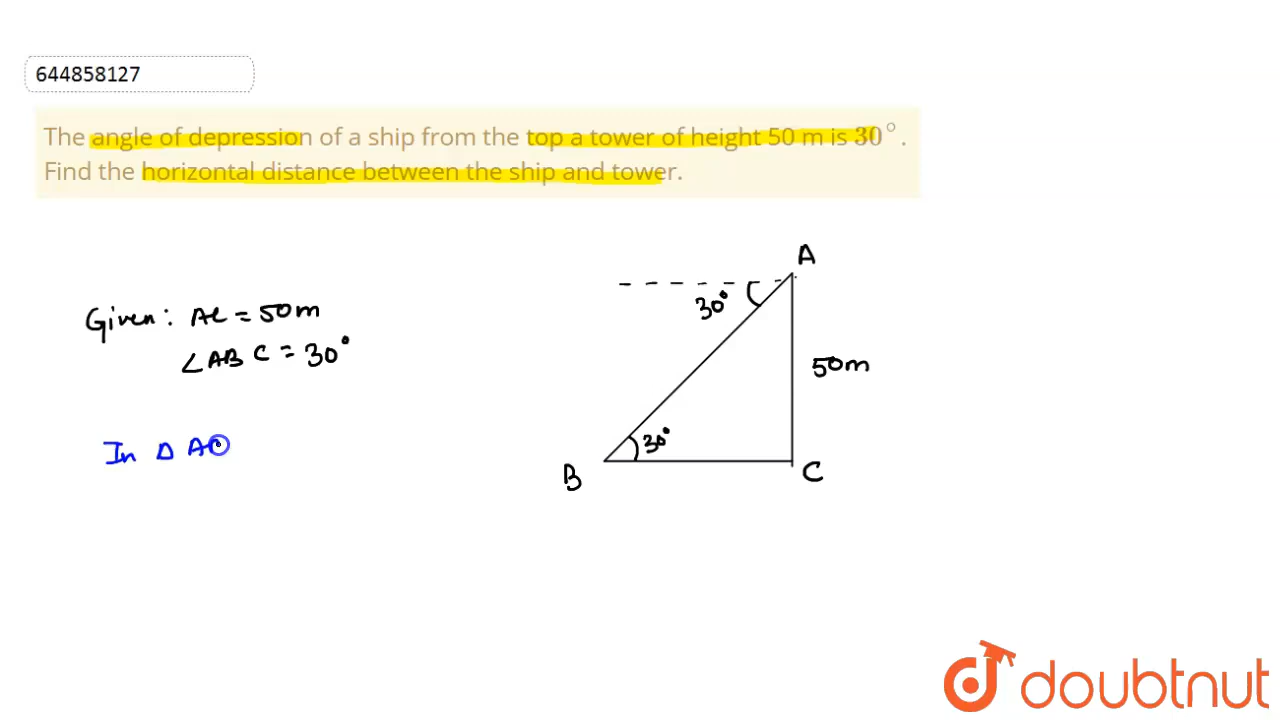 644858127
The angle of depression of a ship from the top a tower of height 50 m is 30°.
Find the horizontal distance between the ship and tower.
A
30°
Given: AC = 50m
∠ABC = 30°
50m
30°
In Δ AC
B
C
doubtnut